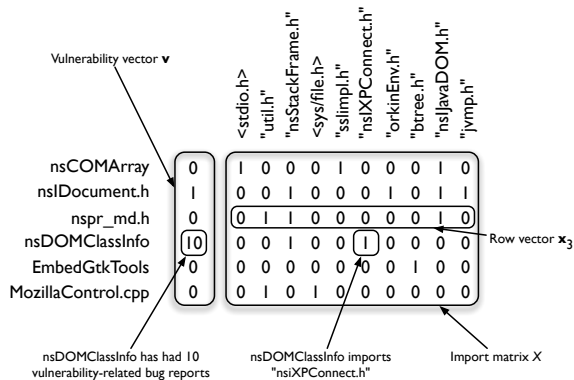 Vulnerability vector v
<stdio.h>
"util.h"
"nsStackFrame.h"
<sys/file.h>
"sslimpl.h"
"nsIXPConnect.h"
"orkinEnv.h"
"btree.h"
"nsIJavaDOM.h"
"jvmp.h"
nsCOMArray 0 1 0 0 0 1 0 0 0 1 0
nsIDocument.h 1 0 0 1 0 0 0 1 0 1 1
nspr_md.h 0 0 1 1 0 0 0 0 0 1 0
nsDOMClassInfo 10 0 0 1 0 0 1 0 0 0 0
Row vector x3
EmbedGtkTools 0 0 0 0 0 0 0 0 1 0 0
MozillaControl.cpp 0 0 1 0 1 0 0 0 0 0 0
nsDOMClassInfo has had 10
vulnerability-related bug reports
nsDOMClassInfo imports
"nsiXPConnect.h"
Import matrix X